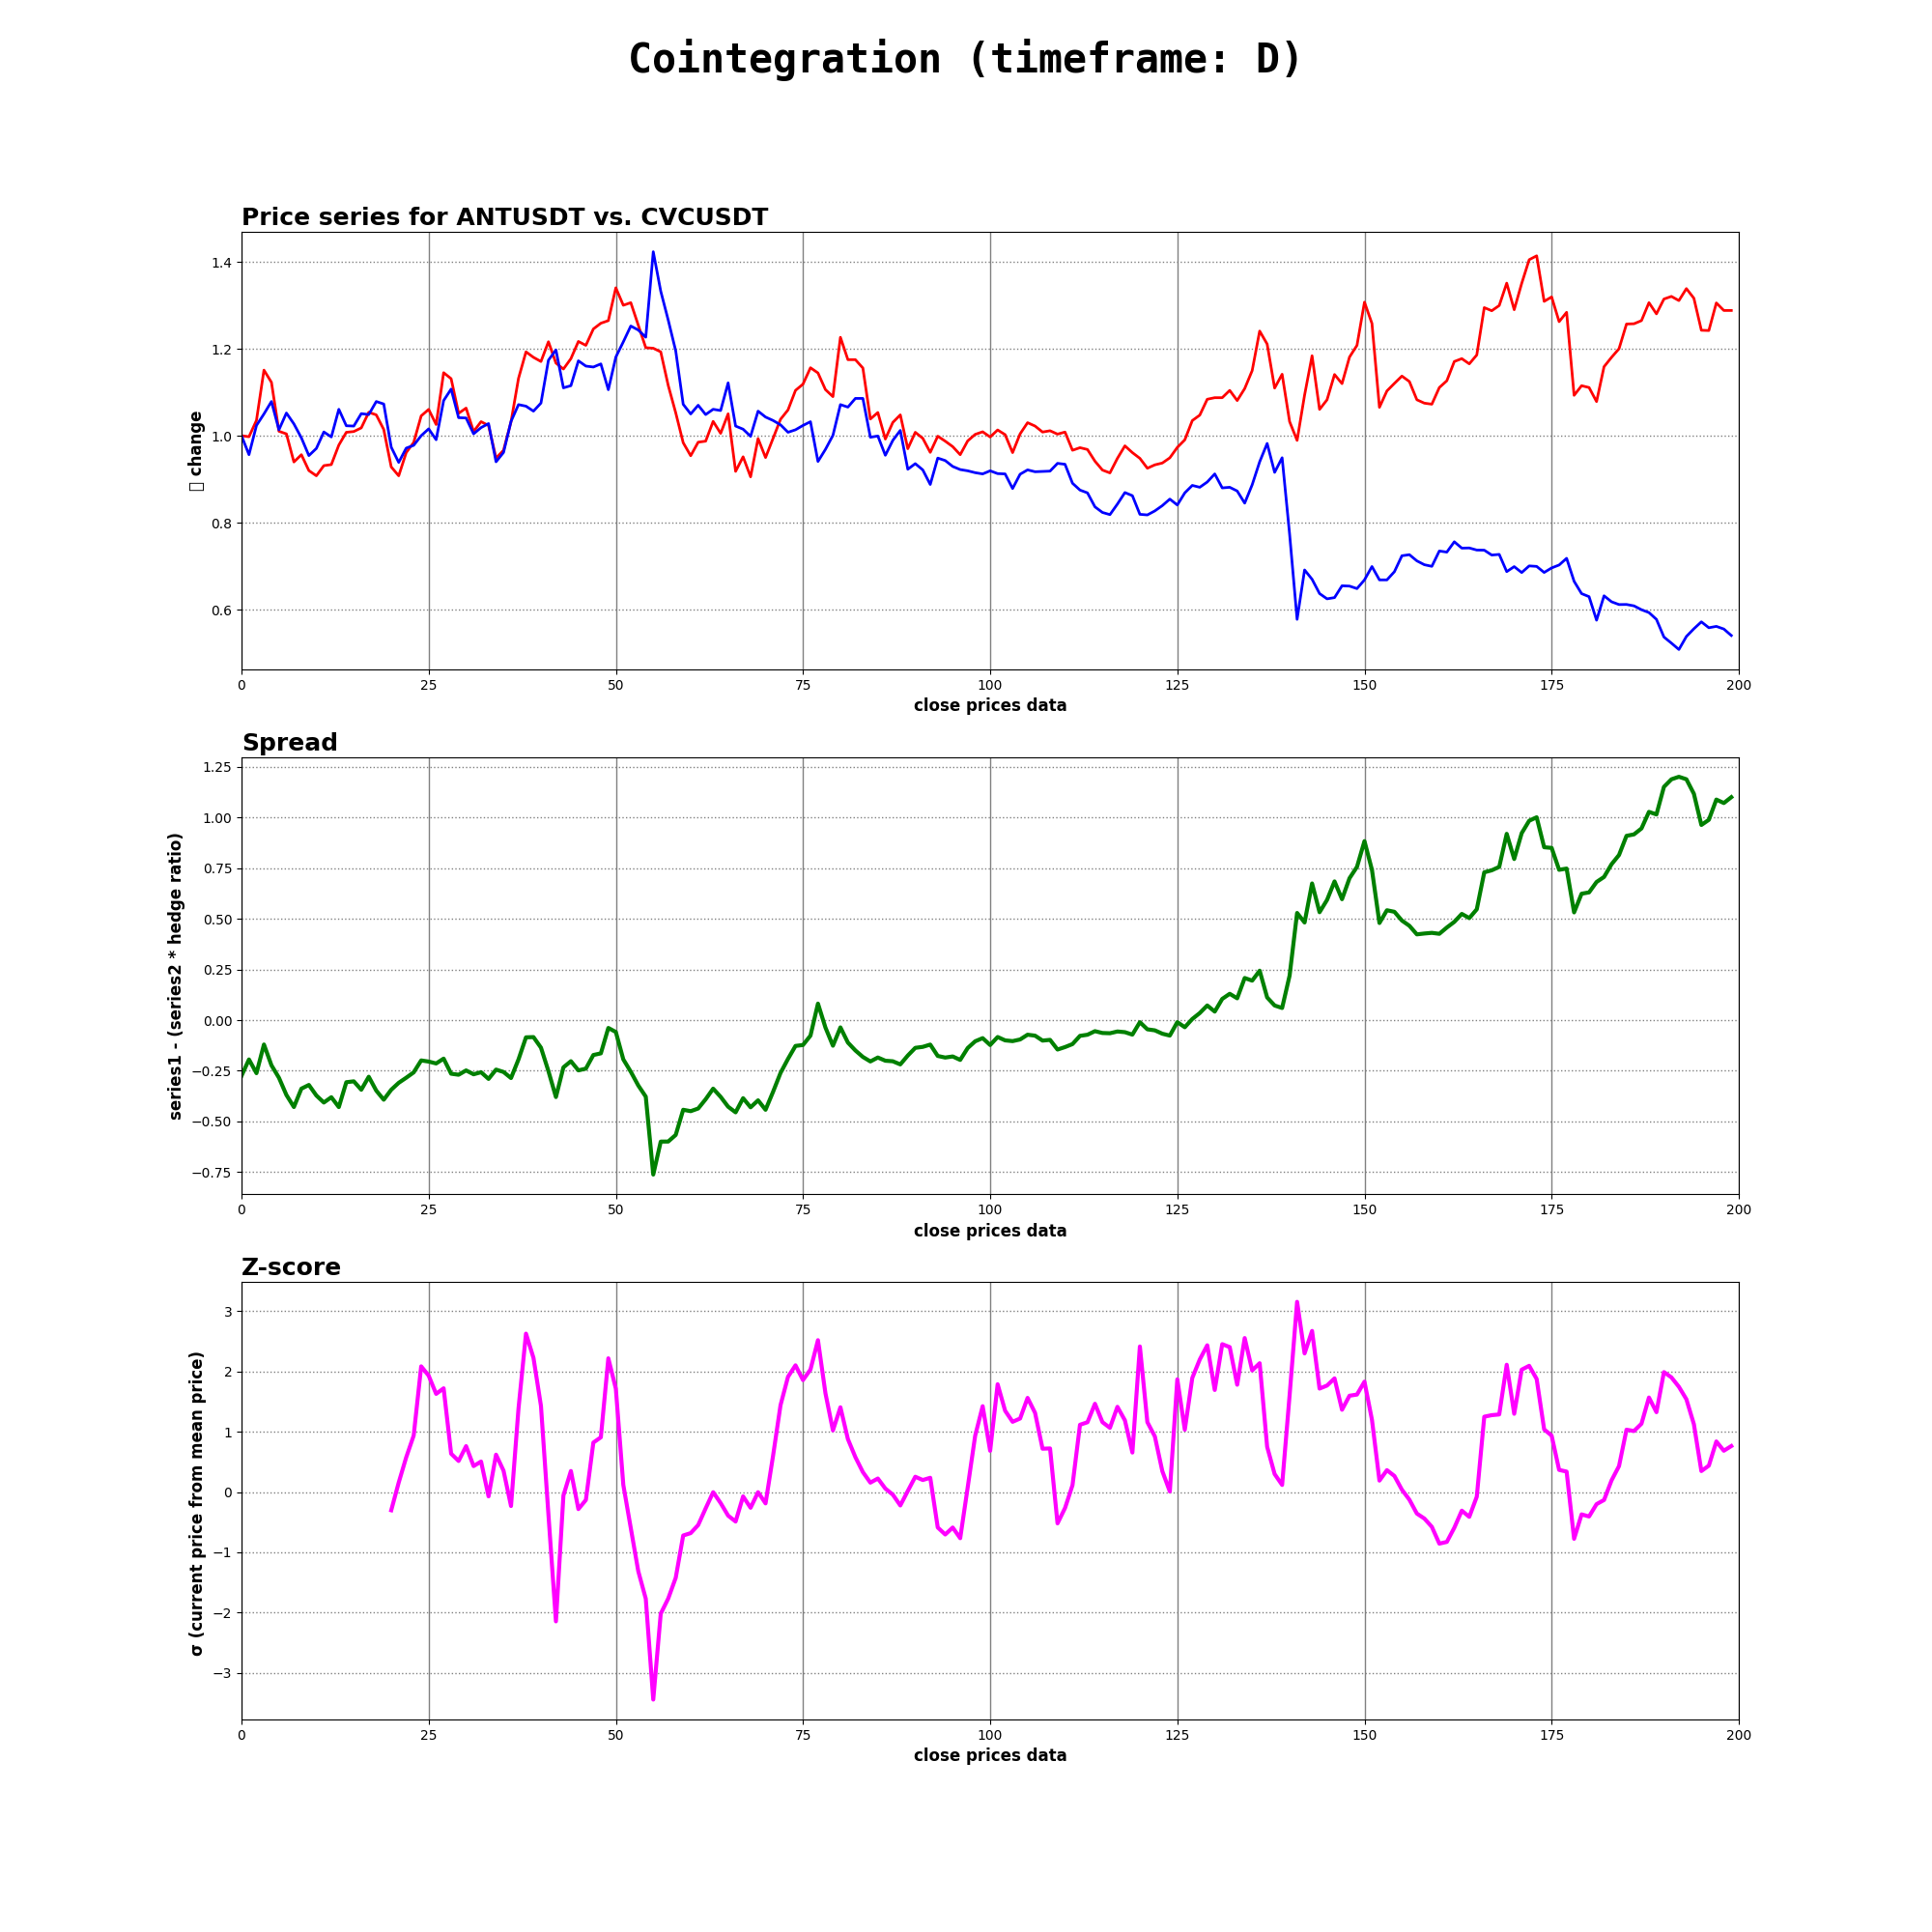 Cointegration (timeframe: D)
Price series for ANTUSDT vs. CVCUSDT
change
1.4
1.2
1.0
0.8
0.6
0 25 50 75 100 125 150 175 200
close prices data
Spread
series1 - (series2 * hedge ratio)
1.25
1.00
0.75
0.50
0.25
0.00
−0.25
−0.50
−0.75
0 25 50 75 100 125 150 175 200
close prices data
Z-score
σ (current price from mean price)
3
2
1
0
−1
−2
−3
0 25 50 75 100 125 150 175 200
close prices data